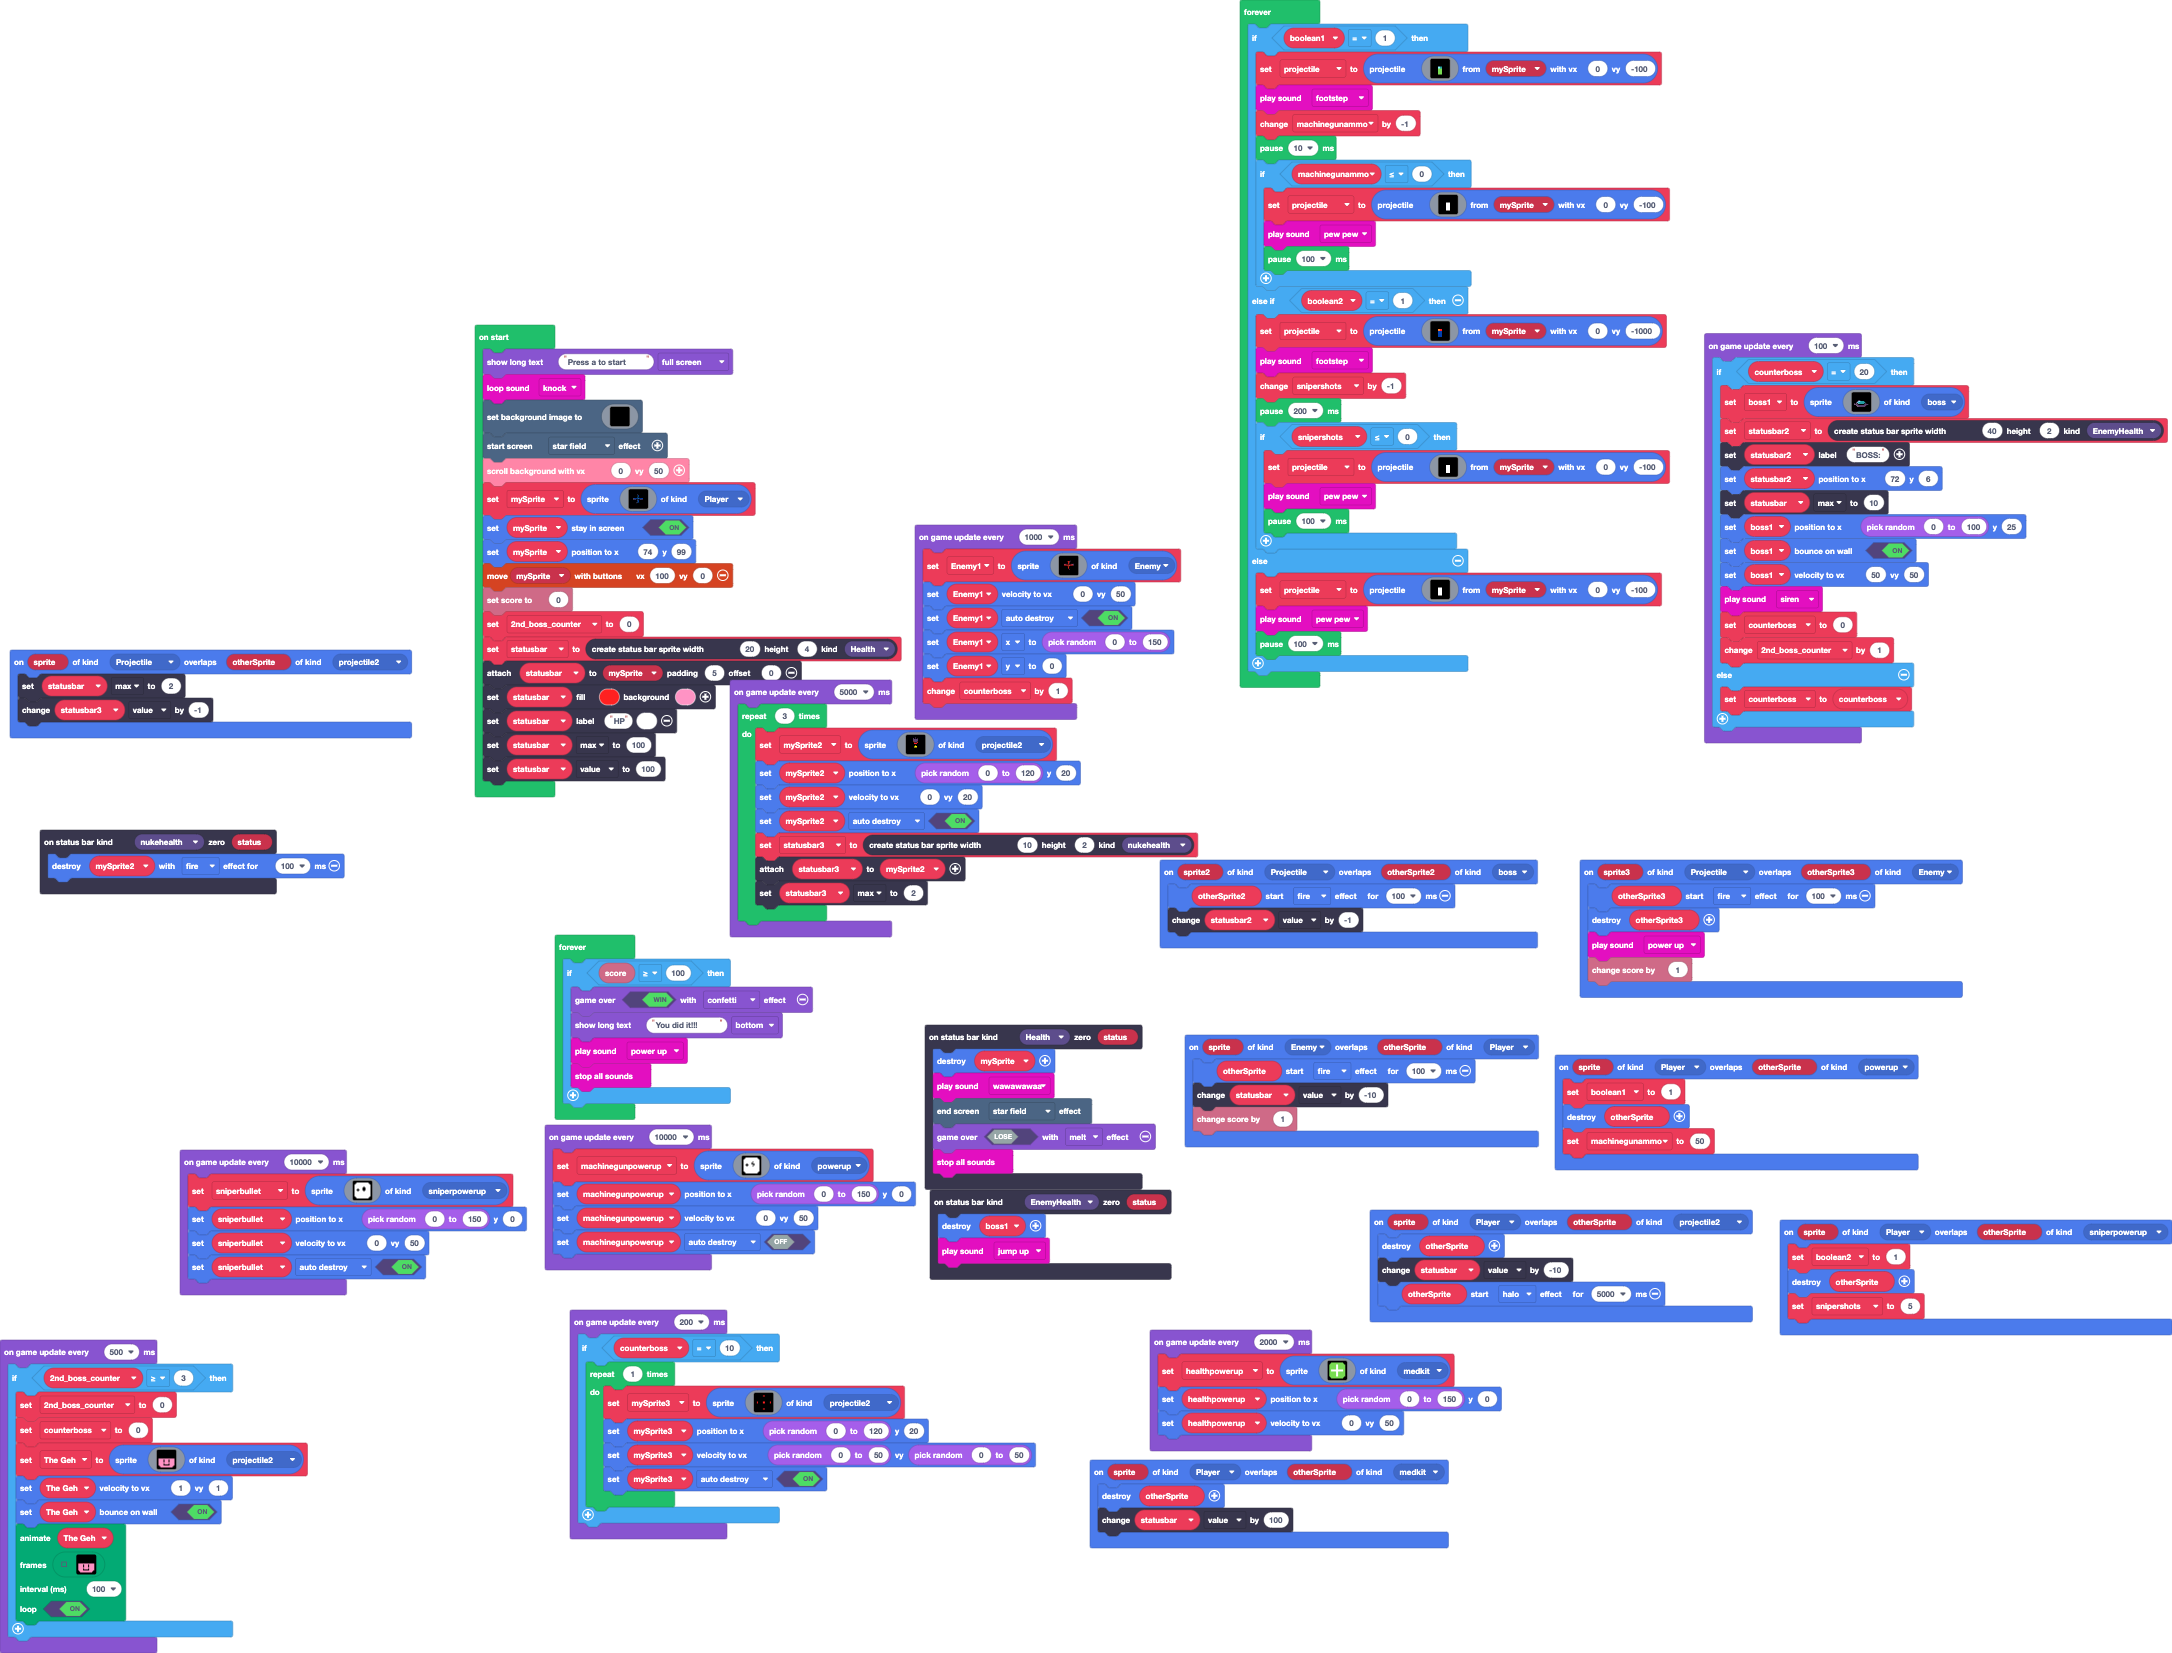 forever
if boolean1 = 1 then
set projectile to projectile from mySprite with vx 0 vy -100
play sound footstep
change machinegunammo by -1
pause 10 ms
if machinegunammo ≤ 0 then
set projectile to projectile from mySprite with vx 0 vy -100
play sound pew pew
pause 100 ms
else if boolean2 = 1 then
set projectile to projectile from mySprite with vx 0 vy -1000
play sound footstep
change snipershots by -1
pause 200 ms
if snipershots ≤ 0 then
set projectile to projectile from mySprite with vx 0 vy -100
play sound pew pew
pause 100 ms
else
set projectile to projectile from mySprite with vx 0 vy -100
play sound pew pew
pause 100 ms
on start
show long text "Press a to start" full screen
loop sound knock
set background image to
start screen star field effect
scroll background with vx 0 vy 50
set mySprite to sprite of kind Player
set mySprite stay in screen ON
set mySprite position to x 74 y 99
move mySprite with buttons vx 100 vy 0
set score to 0
set 2nd_boss_counter to 0
set statusbar to create status bar sprite width 20 height 4 kind Health
attach statusbar to mySprite padding 5 offset 0
set statusbar fill background
set statusbar label "HP"
set statusbar max to 100
set statusbar value to 100
on game update every 100 ms
if counterboss = 20 then
set boss1 to sprite of kind boss
set statusbar2 to create status bar sprite width 40 height 2 kind EnemyHealth
set statusbar2 label "BOSS:"
set statusbar2 position to x 72 y 6
set statusbar max to 10
set boss1 position to x pick random 0 to 100 y 25
set boss1 bounce on wall ON
set boss1 velocity to vx 50 vy 50
play sound siren
set counterboss to 0
change 2nd_boss_counter by 1
else
set counterboss to counterboss
on game update every 1000 ms
set Enemy1 to sprite of kind Enemy
set Enemy1 velocity to vx 0 vy 50
set Enemy1 auto destroy ON
set Enemy1 x to pick random 0 to 150
set Enemy1 y to 0
change counterboss by 1
on sprite of kind Projectile overlaps otherSprite of kind projectile2
set statusbar max to 2
change statusbar3 value by -1
on game update every 5000 ms
repeat 3 times
do
set mySprite2 to sprite of kind projectile2
set mySprite2 position to x pick random 0 to 120 y 20
set mySprite2 velocity to vx 0 vy 20
set mySprite2 auto destroy ON
set statusbar3 to create status bar sprite width 10 height 2 kind nukehealth
attach statusbar3 to mySprite2
set statusbar3 max to 2
on status bar kind nukehealth zero status
destroy mySprite2 with fire effect for 100 ms
on sprite2 of kind Projectile overlaps otherSprite2 of kind boss
otherSprite2 start fire effect for 100 ms
change statusbar2 value by -1
on sprite3 of kind Projectile overlaps otherSprite3 of kind Enemy
otherSprite3 start fire effect for 100 ms
destroy otherSprite3
play sound power up
change score by 1
forever
if score ≥ 100 then
game over WIN with confetti effect
show long text "You did it!!!" bottom
play sound power up
stop all sounds
on status bar kind Health zero status
destroy mySprite
play sound wawawawaa
end screen star field effect
game over LOSE with melt effect
stop all sounds
on sprite of kind Enemy overlaps otherSprite of kind Player
otherSprite start fire effect for 100 ms
change statusbar value by -10
change score by 1
on sprite of kind Player overlaps otherSprite of kind powerup
set boolean1 to 1
destroy otherSprite
set machinegunammo to 50
on game update every 10000 ms
set sniperbullet to sprite of kind sniperpowerup
set sniperbullet position to x pick random 0 to 150 y 0
set sniperbullet velocity to vx 0 vy 50
set sniperbullet auto destroy ON
on game update every 10000 ms
set machinegunpowerup to sprite of kind powerup
set machinegunpowerup position to x pick random 0 to 150 y 0
set machinegunpowerup velocity to vx 0 vy 50
set machinegunpowerup auto destroy OFF
on status bar kind EnemyHealth zero status
destroy boss1
play sound jump up
on sprite of kind Player overlaps otherSprite of kind projectile2
destroy otherSprite
change statusbar value by -10
otherSprite start halo effect for 5000 ms
on sprite of kind Player overlaps otherSprite of kind sniperpowerup
set boolean2 to 1
destroy otherSprite
set snipershots to 5
on game update every 500 ms
if 2nd_boss_counter ≥ 3 then
set 2nd_boss_counter to 0
set counterboss to 0
set The Geh to sprite of kind projectile2
set The Geh velocity to vx 1 vy 1
set The Geh bounce on wall ON
animate The Geh
frames
interval (ms) 100
loop ON
on game update every 200 ms
if counterboss = 10 then
repeat 1 times
do
set mySprite3 to sprite of kind projectile2
set mySprite3 position to x pick random 0 to 120 y 20
set mySprite3 velocity to vx pick random 0 to 50 vy pick random 0 to 50
set mySprite3 auto destroy ON
on game update every 2000 ms
set healthpowerup to sprite of kind medkit
set healthpowerup position to x pick random 0 to 150 y 0
set healthpowerup velocity to vx 0 vy 50
on sprite of kind Player overlaps otherSprite of kind medkit
destroy otherSprite
change statusbar value by 100